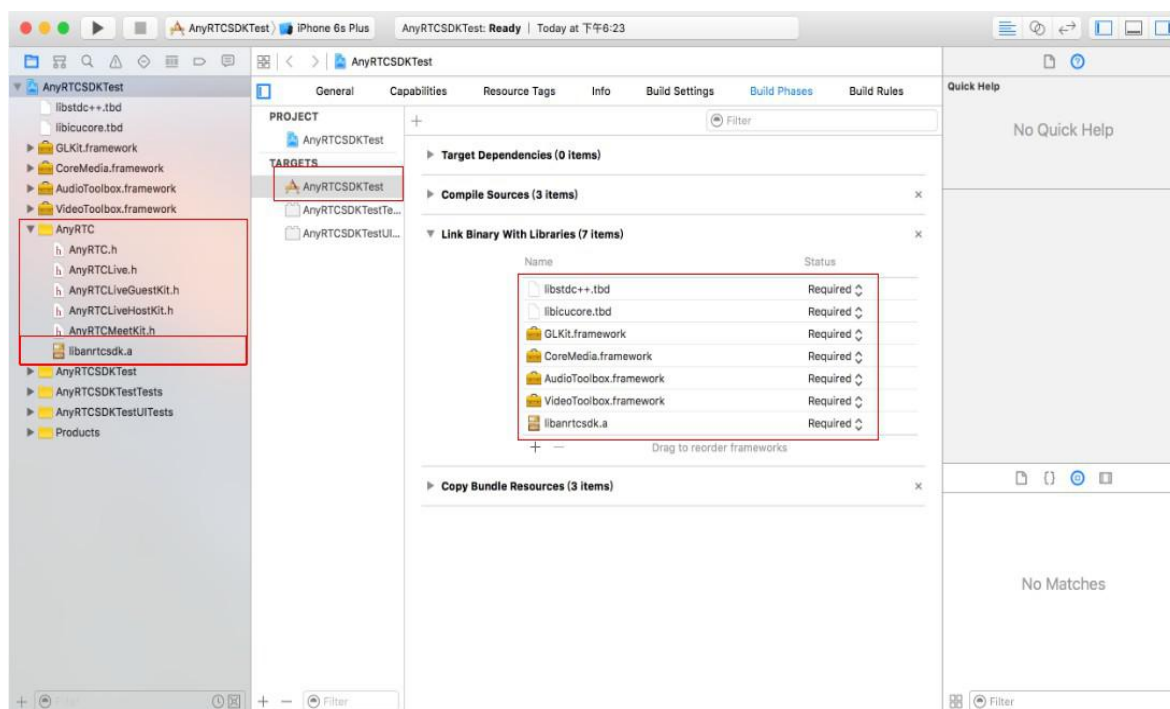 AnyRTCSDKTest
iPhone 6s Plus
AnyRTCSDKTest: Ready | Today at 下午6:23
AnyRTCSDKTest
libstdc++.tbd
libicucore.tbd
GLKit.framework
CoreMedia.framework
AudioToolbox.framework
VideoToolbox.framework
AnyRTC
AnyRTC.h
AnyRTCLive.h
AnyRTCLiveGuestKit.h
AnyRTCLiveHostKit.h
AnyRTCMeetKit.h
libanrtcsdk.a
AnyRTCSDKTest
AnyRTCSDKTestTests
AnyRTCSDKTestUITests
Products
AnyRTCSDKTest
General Capabilities Resource Tags Info Build Settings Build Phases Build Rules
PROJECT
AnyRTCSDKTest
TARGETS
AnyRTCSDKTest
AnyRTCSDKTestTe...
AnyRTCSDKTestUI...
Filter
Target Dependencies (0 items)
Compile Sources (3 items)
Link Binary With Libraries (7 items)
Name Status
libstdc++.tbd Required
libicucore.tbd Required
GLKit.framework Required
CoreMedia.framework Required
AudioToolbox.framework Required
VideoToolbox.framework Required
libanrtcsdk.a Required
Drag to reorder frameworks
Copy Bundle Resources (3 items)
Filter
Quick Help
No Quick Help
No Matches
Filter